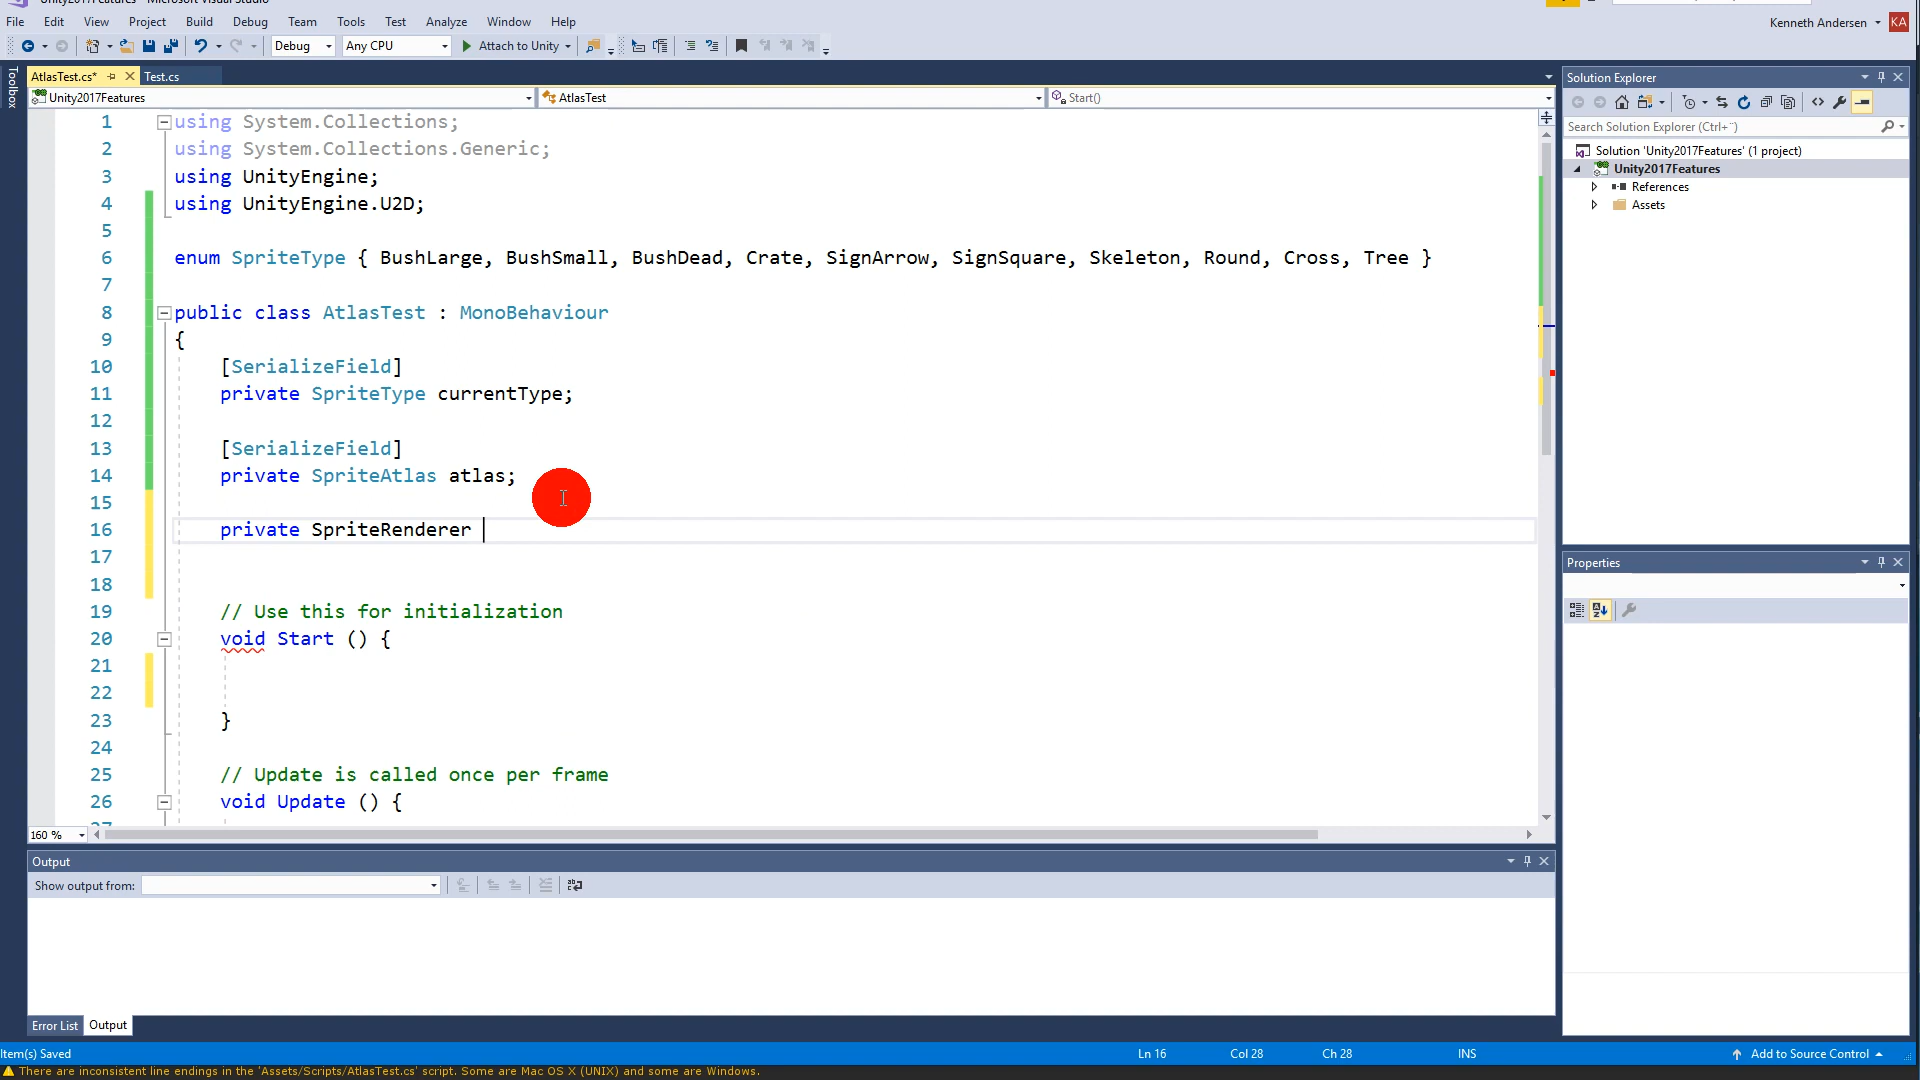 Unity2017Features - Microsoft Visual Studio
File Edit View Project Build Debug Team Tools Test Analyze Window Help
Kenneth Andersen KA
Debug Any CPU Attach to Unity
Toolbox
AtlasTest.cs* Test.cs
Unity2017Features AtlasTest Start()
1 using System.Collections;
2 using System.Collections.Generic;
3 using UnityEngine;
4 using UnityEngine.U2D;
5
6 enum SpriteType { BushLarge, BushSmall, BushDead, Crate, SignArrow, SignSquare, Skeleton, Round, Cross, Tree }
7
8 public class AtlasTest : MonoBehaviour
9 {
10 [SerializeField]
11 private SpriteType currentType;
12
13 [SerializeField]
14 private SpriteAtlas atlas;
15
16 private SpriteRenderer
17
18
19 // Use this for initialization
20 void Start () {
21
22
23 }
24
25 // Update is called once per frame
26 void Update () {
160 %
Solution Explorer
Search Solution Explorer (Ctrl+¨)
Solution 'Unity2017Features' (1 project)
Unity2017Features
References
Assets
Properties
Output
Show output from:
Error List Output
Item(s) Saved Ln 16 Col 28 Ch 28 INS Add to Source Control
There are inconsistent line endings in the 'Assets/Scripts/AtlasTest.cs' script. Some are Mac OS X (UNIX) and some are Windows.